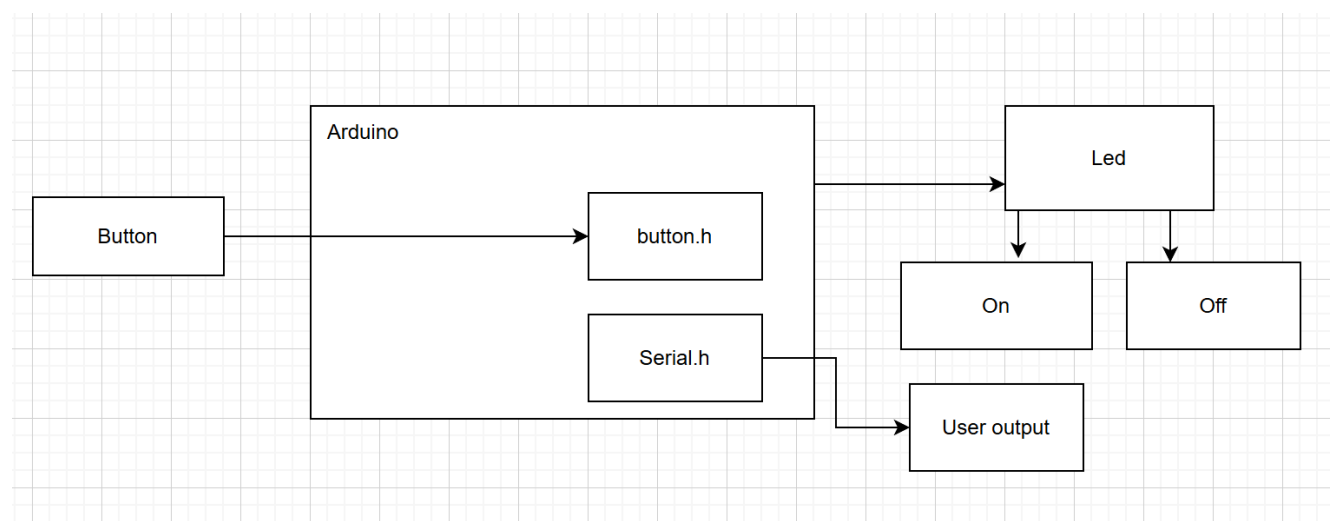 Arduino
Led
Button
button.h
On
Off
Serial.h
User output